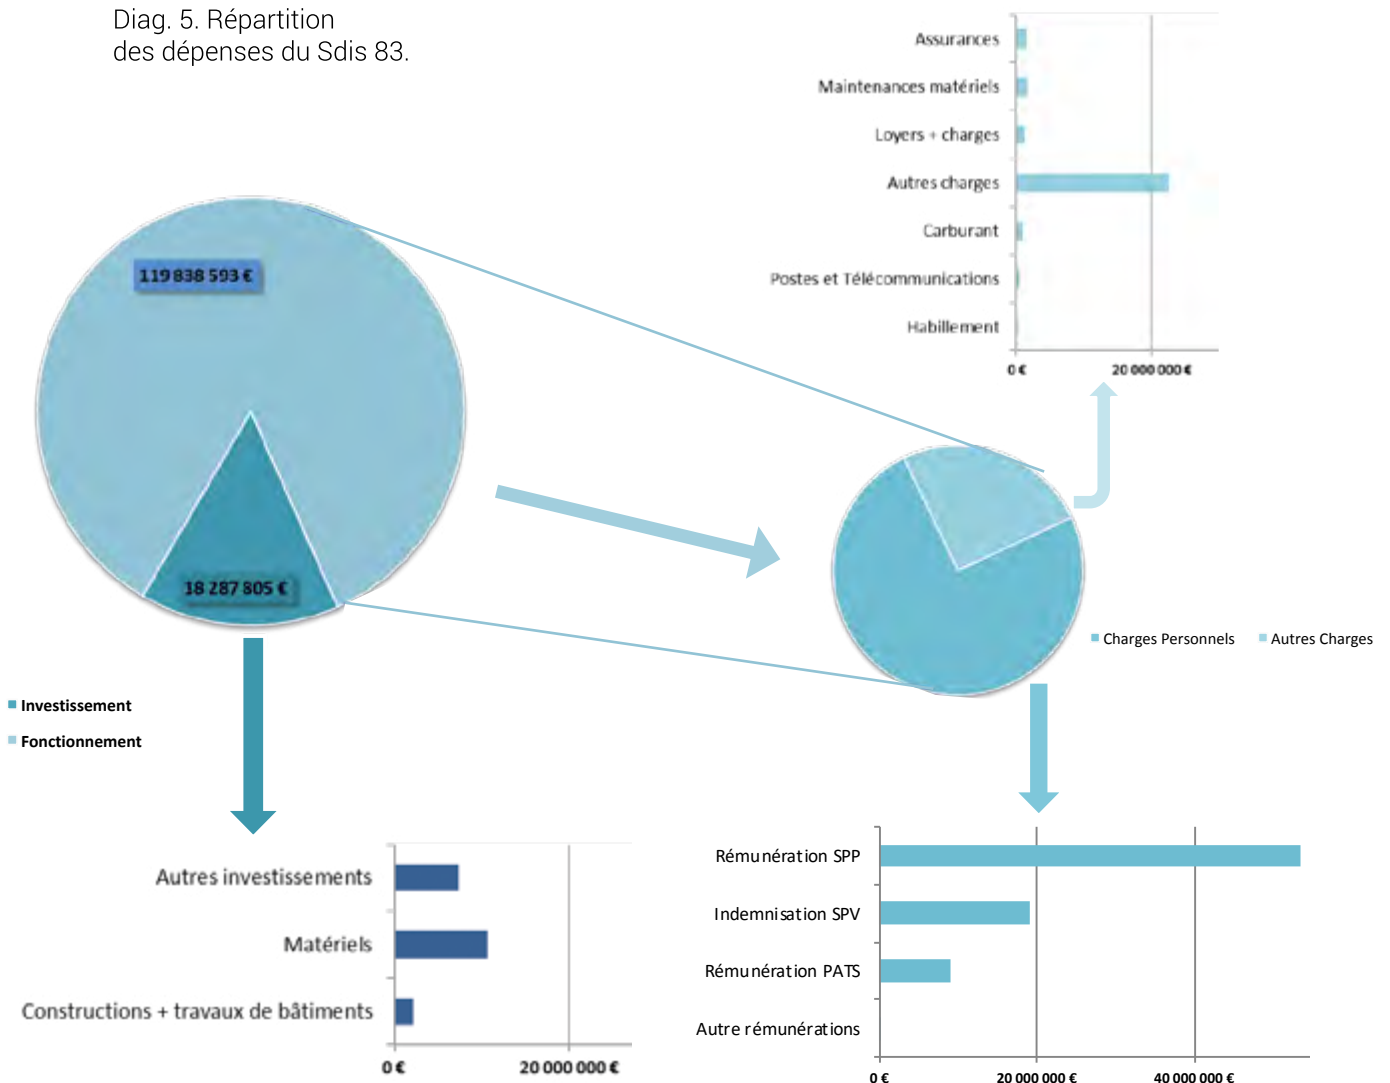 Diag. 5. Répartition
des dépenses du Sdis 83.
Assurances
Maintenances matériels
Loyers + charges
Autres charges
Carburant
Postes et Télécommunications
Habillement
0 €
20 000 000 €
119 838 593 €
18 287 805 €
Charges Personnels
Autres Charges
Investissement
Fonctionnement
Autres investissements
Matériels
Constructions + travaux de bâtiments
0 €
20 000 000 €
Rémunération SPP
Indemnisation SPV
Rémunération PATS
Autre rémunérations
0 €
20 000 000 €
40 000 000 €